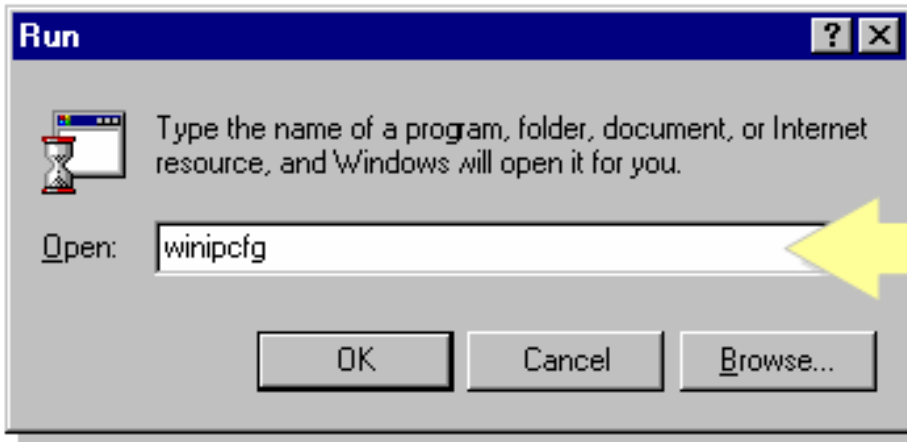 Run
Type the name of a program, folder, document, or Internet
resource, and Windows will open it for you.
Open: winipcfg
OK Cancel Browse...